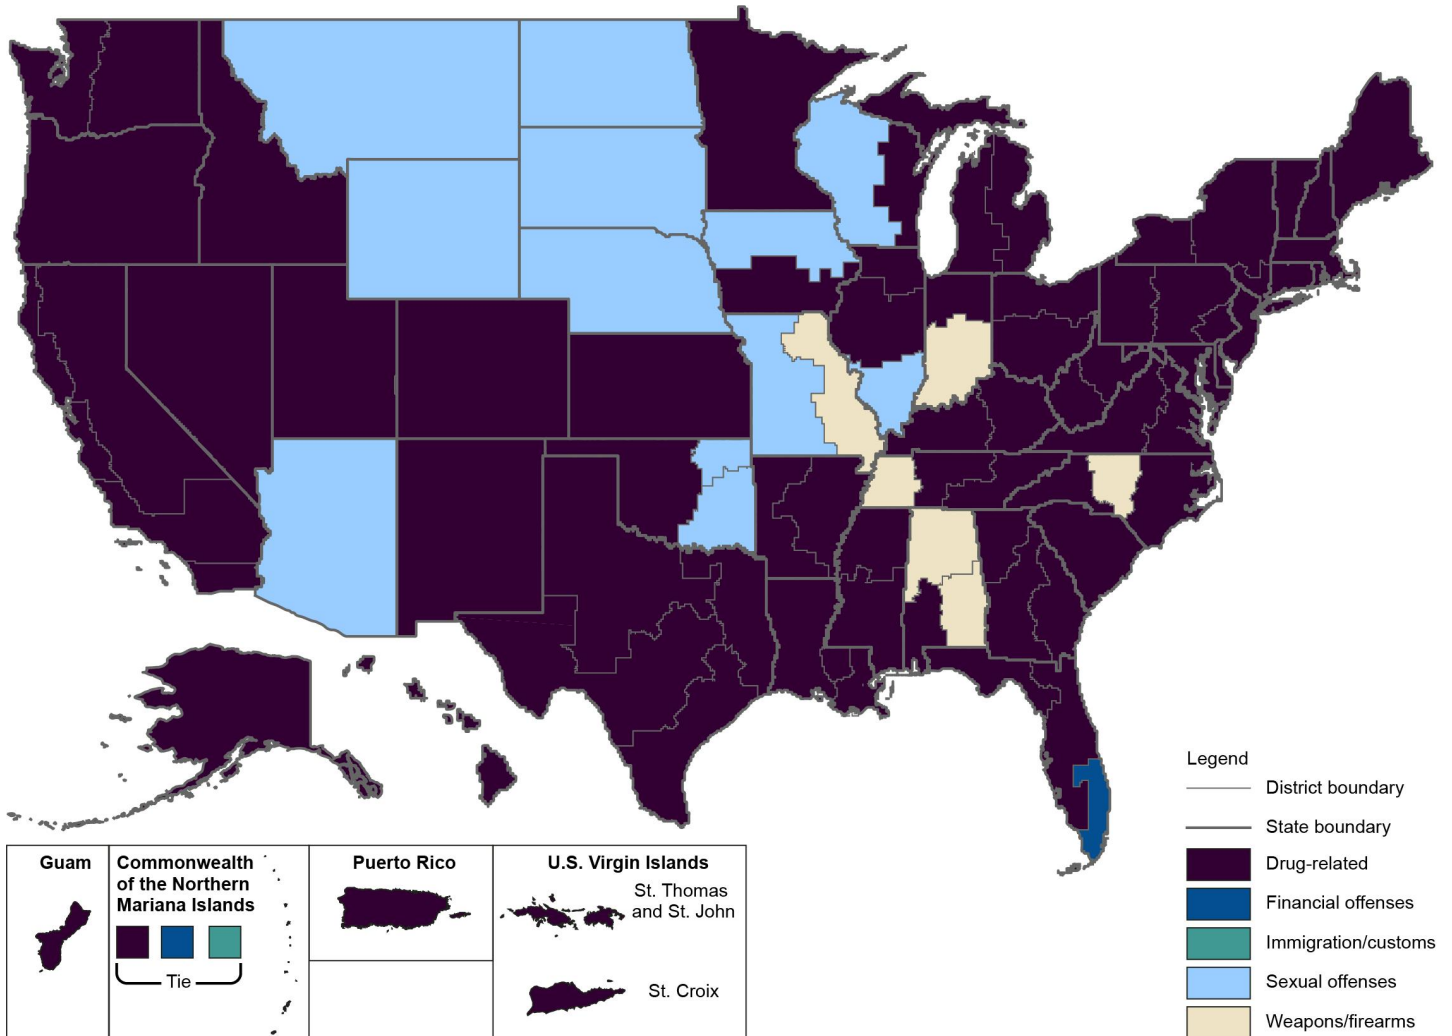 Legend
District boundary
State boundary
Drug-related
Financial offenses
Immigration/customs
Sexual offenses
Weapons/firearms
Guam
Commonwealth
of the Northern
Mariana Islands
Tie
Puerto Rico
U.S. Virgin Islands
St. Thomas
and St. John
St. Croix